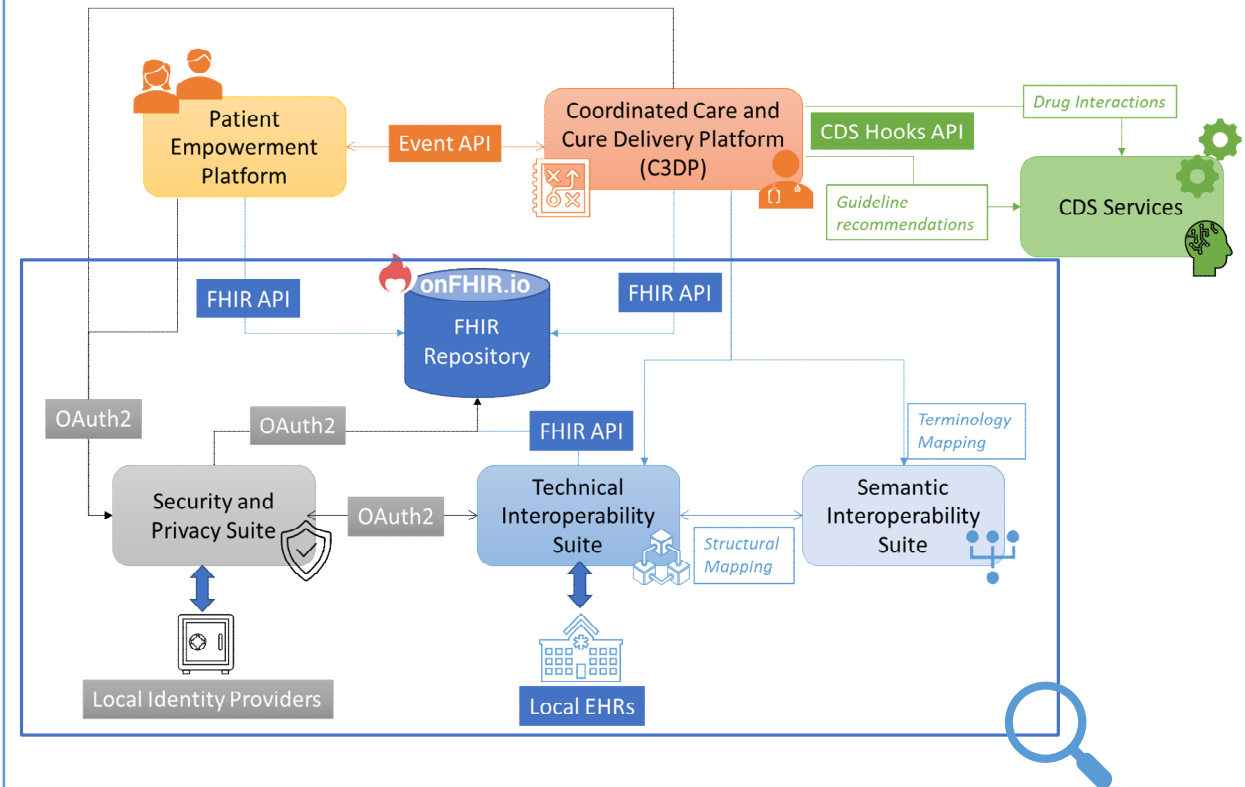 Patient
Empowerment
Platform
Event API
Coordinated Care and
Cure Delivery Platform
(C3DP)
CDS Hooks API
Drug Interactions
Guideline
recommendations
CDS Services
FHIR API
onFHIR.io
FHIR
Repository
FHIR API
OAuth2
OAuth2
FHIR API
Terminology
Mapping
Security and
Privacy Suite
OAuth2
Technical
Interoperability
Suite
Structural
Mapping
Semantic
Interoperability
Suite
Local Identity Providers
Local EHRs